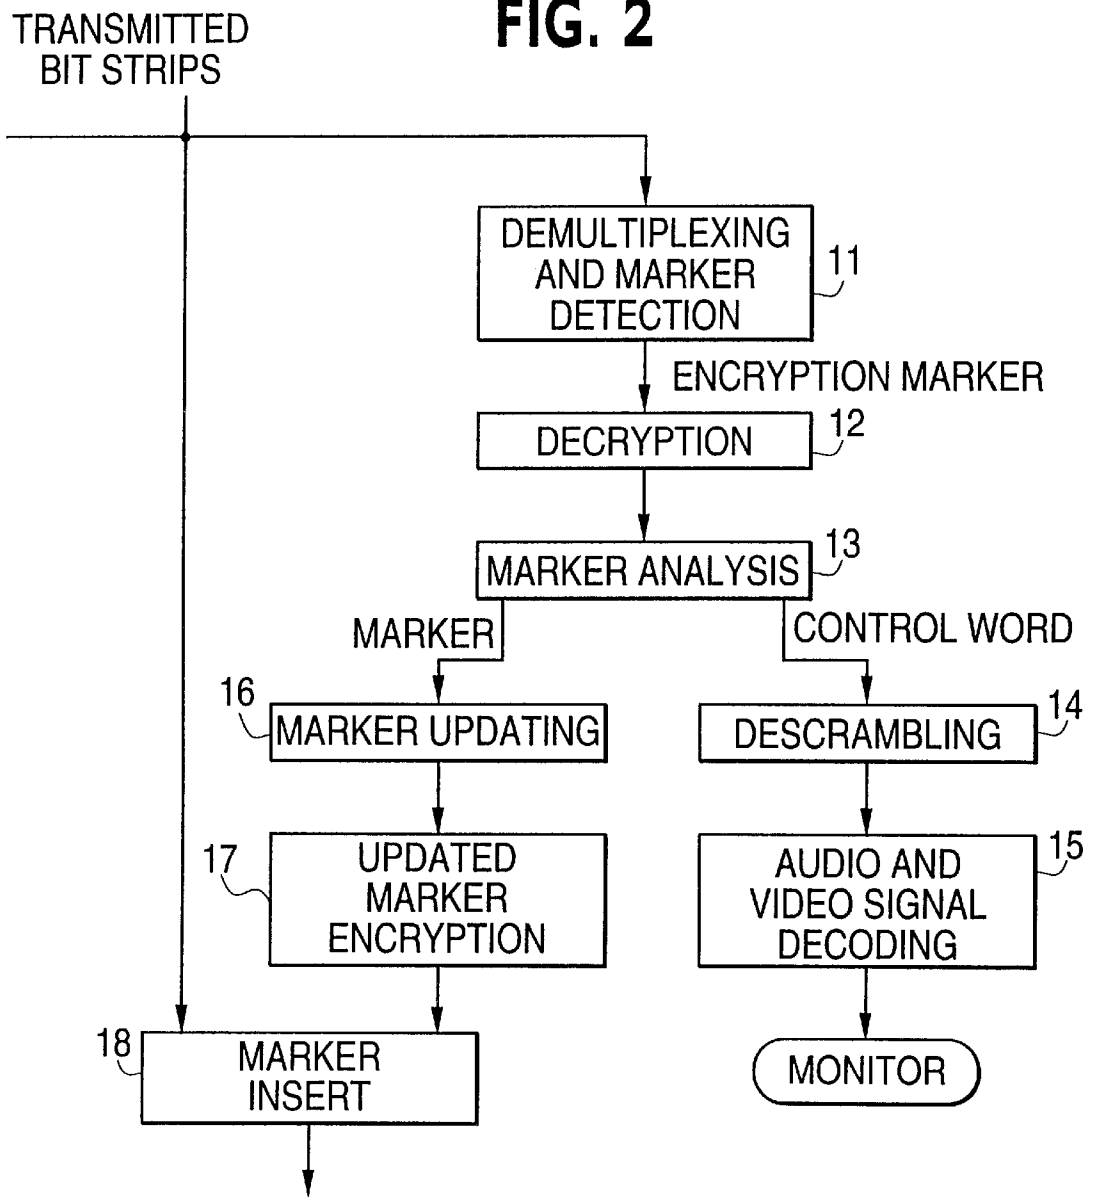 FIG. 2
TRANSMITTED
BIT STRIPS
DEMULTIPLEXING
AND MARKER
DETECTION
11
ENCRYPTION MARKER
DECRYPTION
12
MARKER ANALYSIS
13
MARKER
CONTROL WORD
16
MARKER UPDATING
DESCRAMBLING
14
17
UPDATED
MARKER
ENCRYPTION
AUDIO AND
VIDEO SIGNAL
DECODING
15
18
MARKER
INSERT
MONITOR